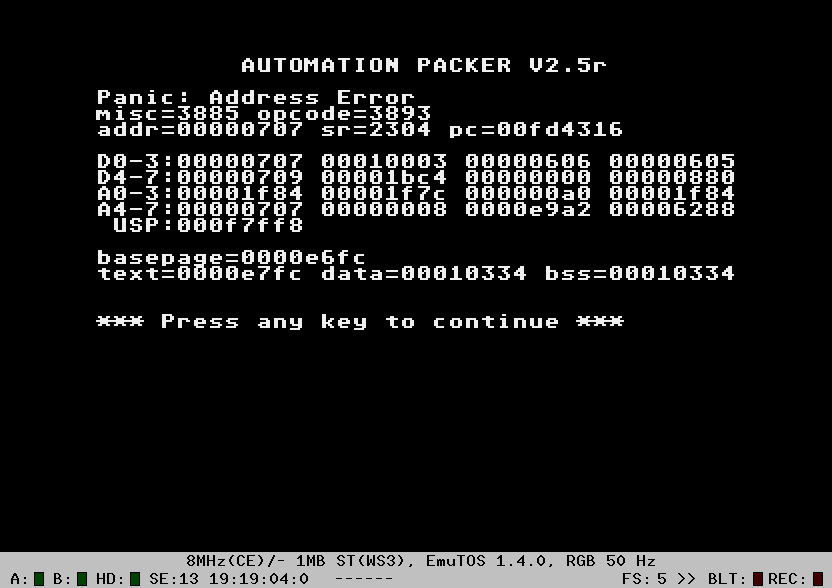 AUTOMATION PACKER V2.5r
Panic: Address Error
misc=3885 opcode=3893
addr=00000707 sr=2304 pc=00fd4316
D0-3:00000707 00010003 00000606 00000605
D4-7:00000709 00001bc4 00000000 00000880
A0-3:00001f84 00001f7c 000000a0 00001f84
A4-7:00000707 00000008 0000e9a2 00006288
USP:000f7ff8
basepage=0000e6fc
text=0000e7fc data=00010334 bss=00010334
*** Press any key to continue ***
8MHz(CE)/- 1MB ST(WS3), EmuTOS 1.4.0, RGB 50 Hz
A: B: HD: SE:13 19:19:04:0 ------ FS: 5 >> BLT: REC: